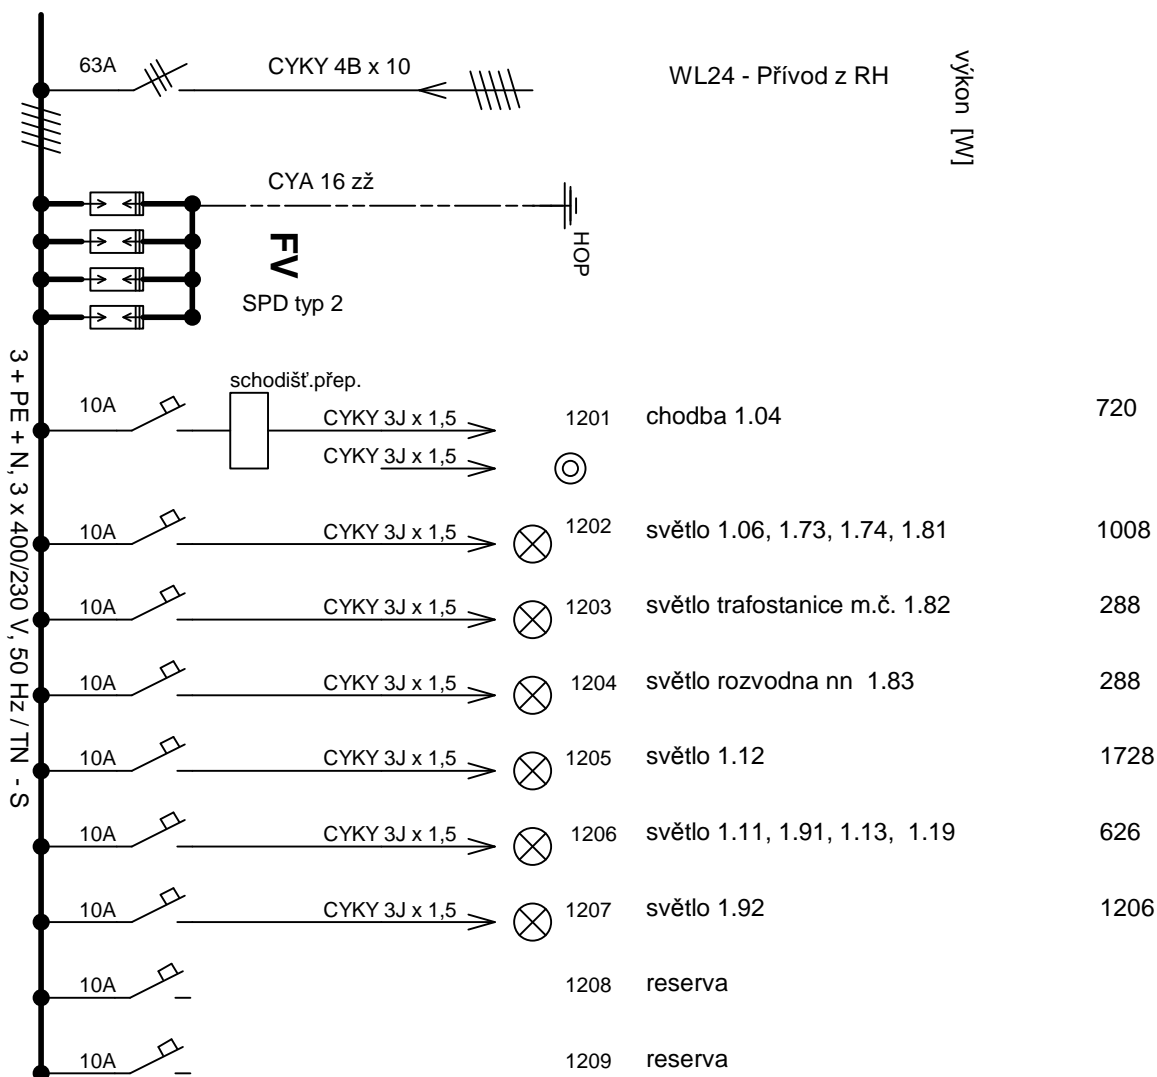 63A CYKY 4B x 10 WL24 - Přívod z RH
výkon [W]
CYA 16 zž
HOP
FV
SPD typ 2
3 + PE + N, 3 x 400/230 V, 50 Hz / TN - S
schodišť.přep.
10A CYKY 3J x 1,5 1201 chodba 1.04 720
CYKY 3J x 1,5
10A CYKY 3J x 1,5 1202 světlo 1.06, 1.73, 1.74, 1.81 1008
10A CYKY 3J x 1,5 1203 světlo trafostanice m.č. 1.82 288
10A CYKY 3J x 1,5 1204 světlo rozvodna nn 1.83 288
10A CYKY 3J x 1,5 1205 světlo 1.12 1728
10A CYKY 3J x 1,5 1206 světlo 1.11, 1.91, 1.13, 1.19 626
10A CYKY 3J x 1,5 1207 světlo 1.92 1206
10A 1208 reserva
10A 1209 reserva